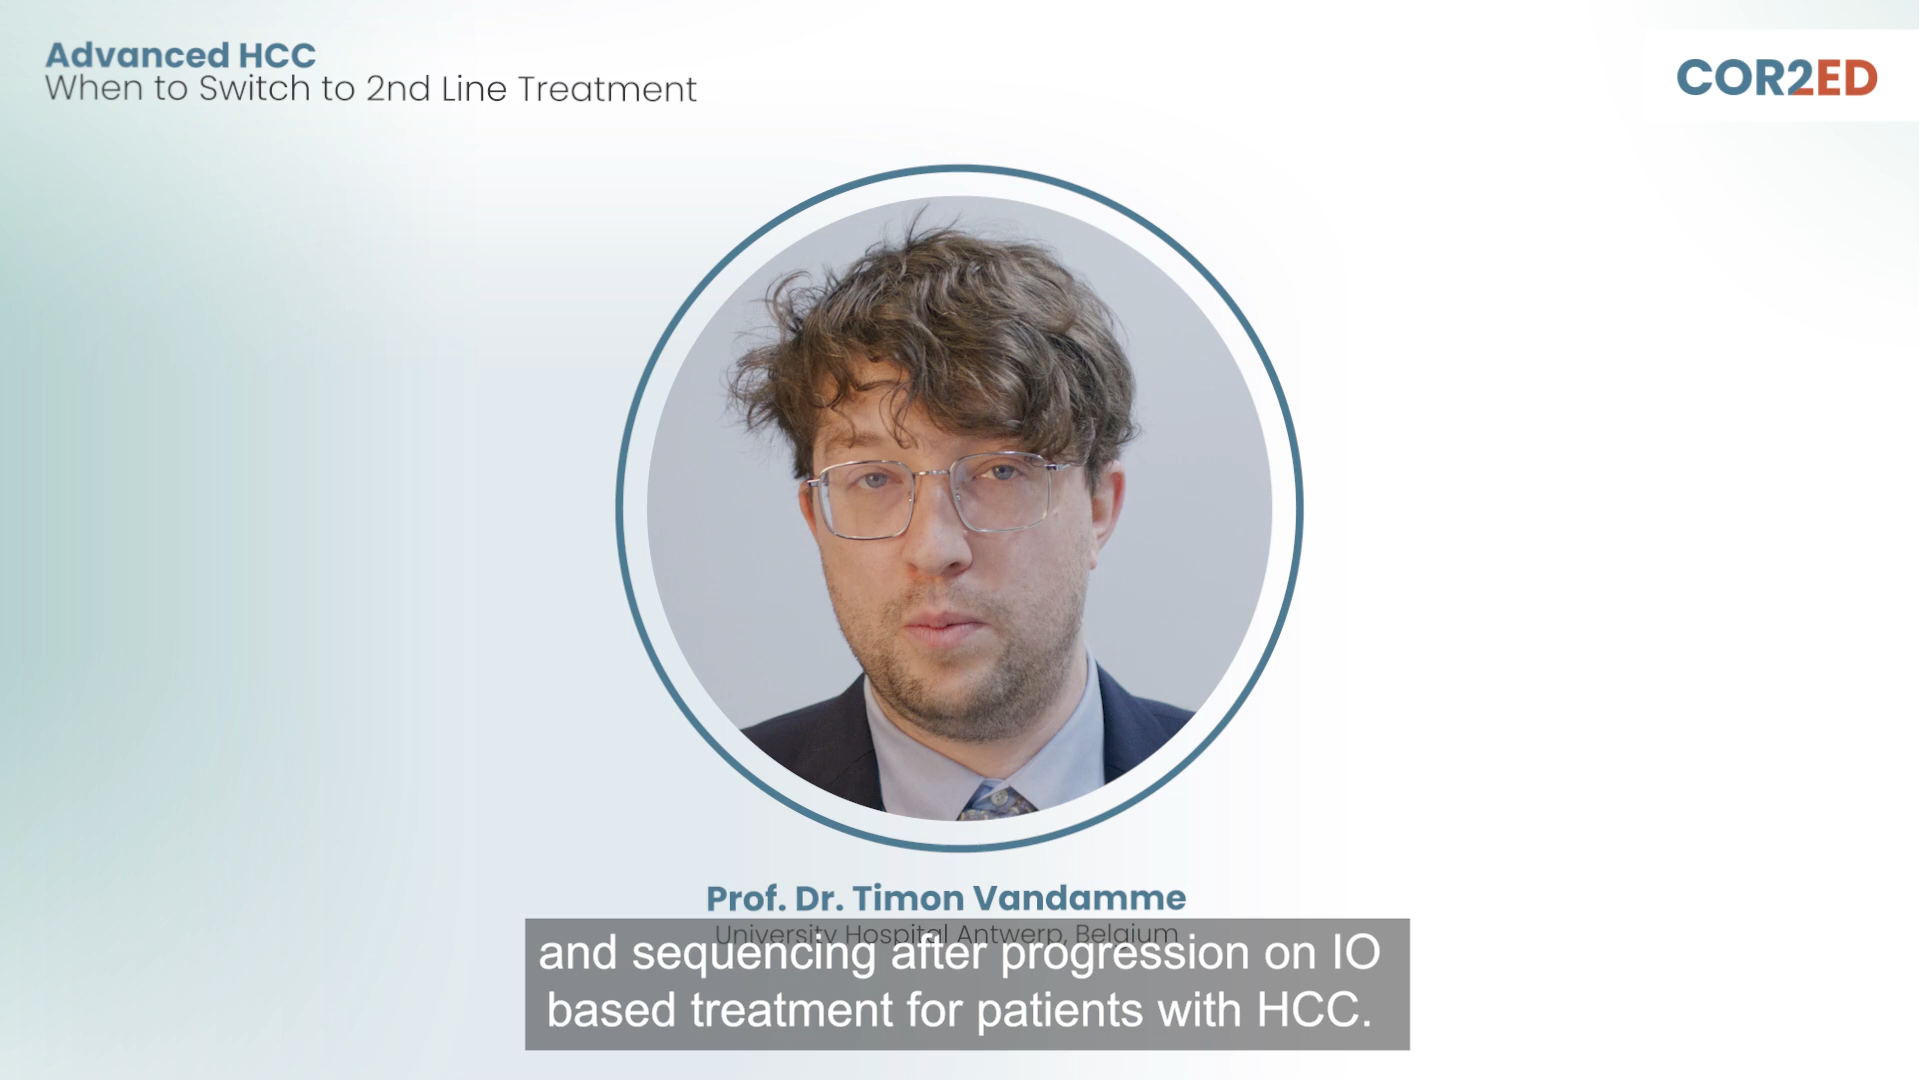 Advanced HCC
When to Switch to 2nd Line Treatment
COR2ED
Prof. Dr. Timon Vandamme
University Hospital Antwerp, Belgium
and sequencing after progression on IO
based treatment for patients with HCC.